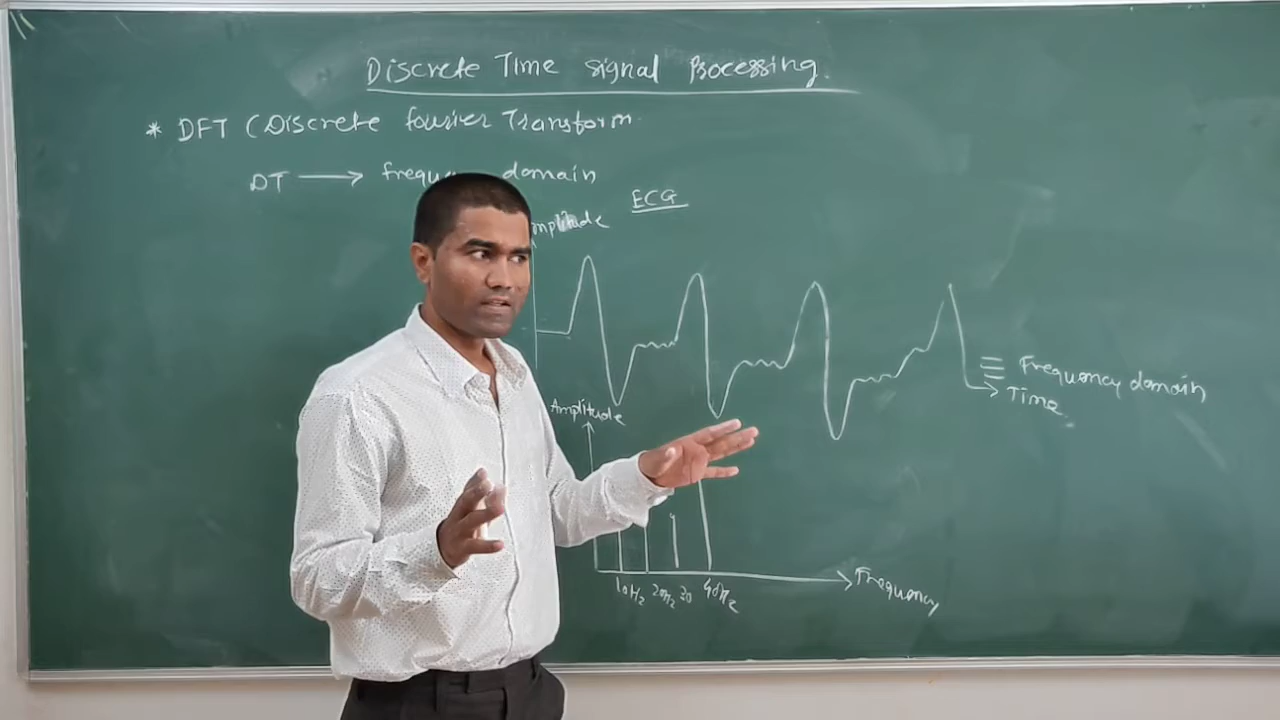 Discrete Time signal Processing.
* DFT (Discrete fourier Transform
DT → domain
ECG
Amplitude
≡ Frequency domain
Time
Amplitude
10Hz 20Hz 30 40Hz
Frequency